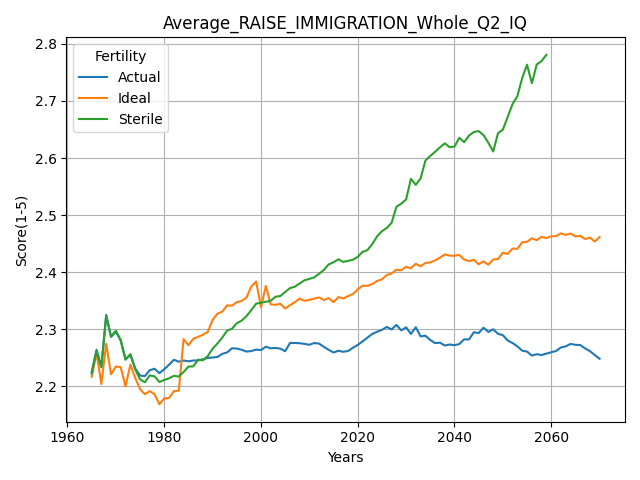 Average_RAISE_IMMIGRATION_Whole_Q2_IQ
Fertility
Actual
Ideal
Sterile
Score(1-5)
2.8
2.7
2.6
2.5
2.4
2.3
2.2
1960 1980 2000 2020 2040 2060
Years